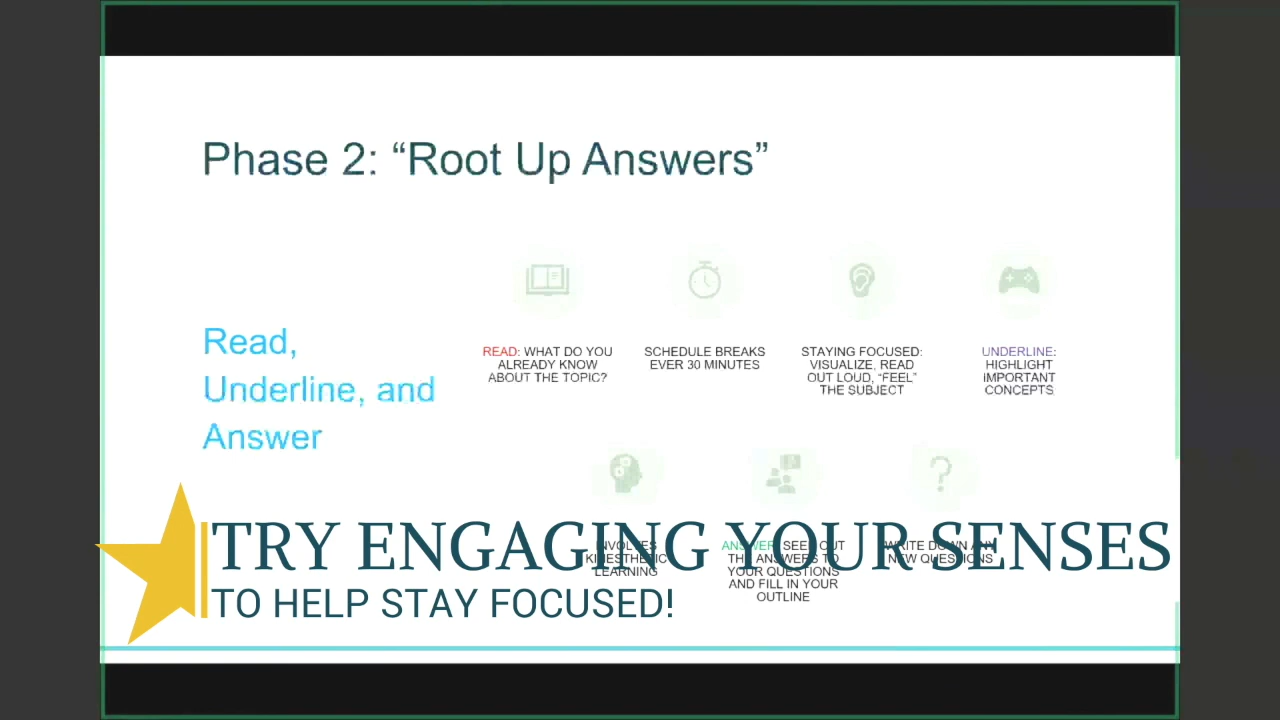 Phase 2: “Root Up Answers”
Read,
Underline, and
Answer
READ: WHAT DO YOU
ALREADY KNOW
ABOUT THE TOPIC?
SCHEDULE BREAKS
EVER 30 MINUTES
STAYING FOCUSED:
VISUALIZE, READ
OUT LOUD, “FEEL”
THE SUBJECT
UNDERLINE:
HIGHLIGHT
IMPORTANT
CONCEPTS
INVOLVES
KINESTHETIC
LEARNING
ANSWER: SEEK OUT
THE ANSWERS TO
YOUR QUESTIONS
AND FILL IN YOUR
OUTLINE
WRITE DOWN ANY
NEW QUESTIONS
TRY ENGAGING YOUR SENSES
TO HELP STAY FOCUSED!